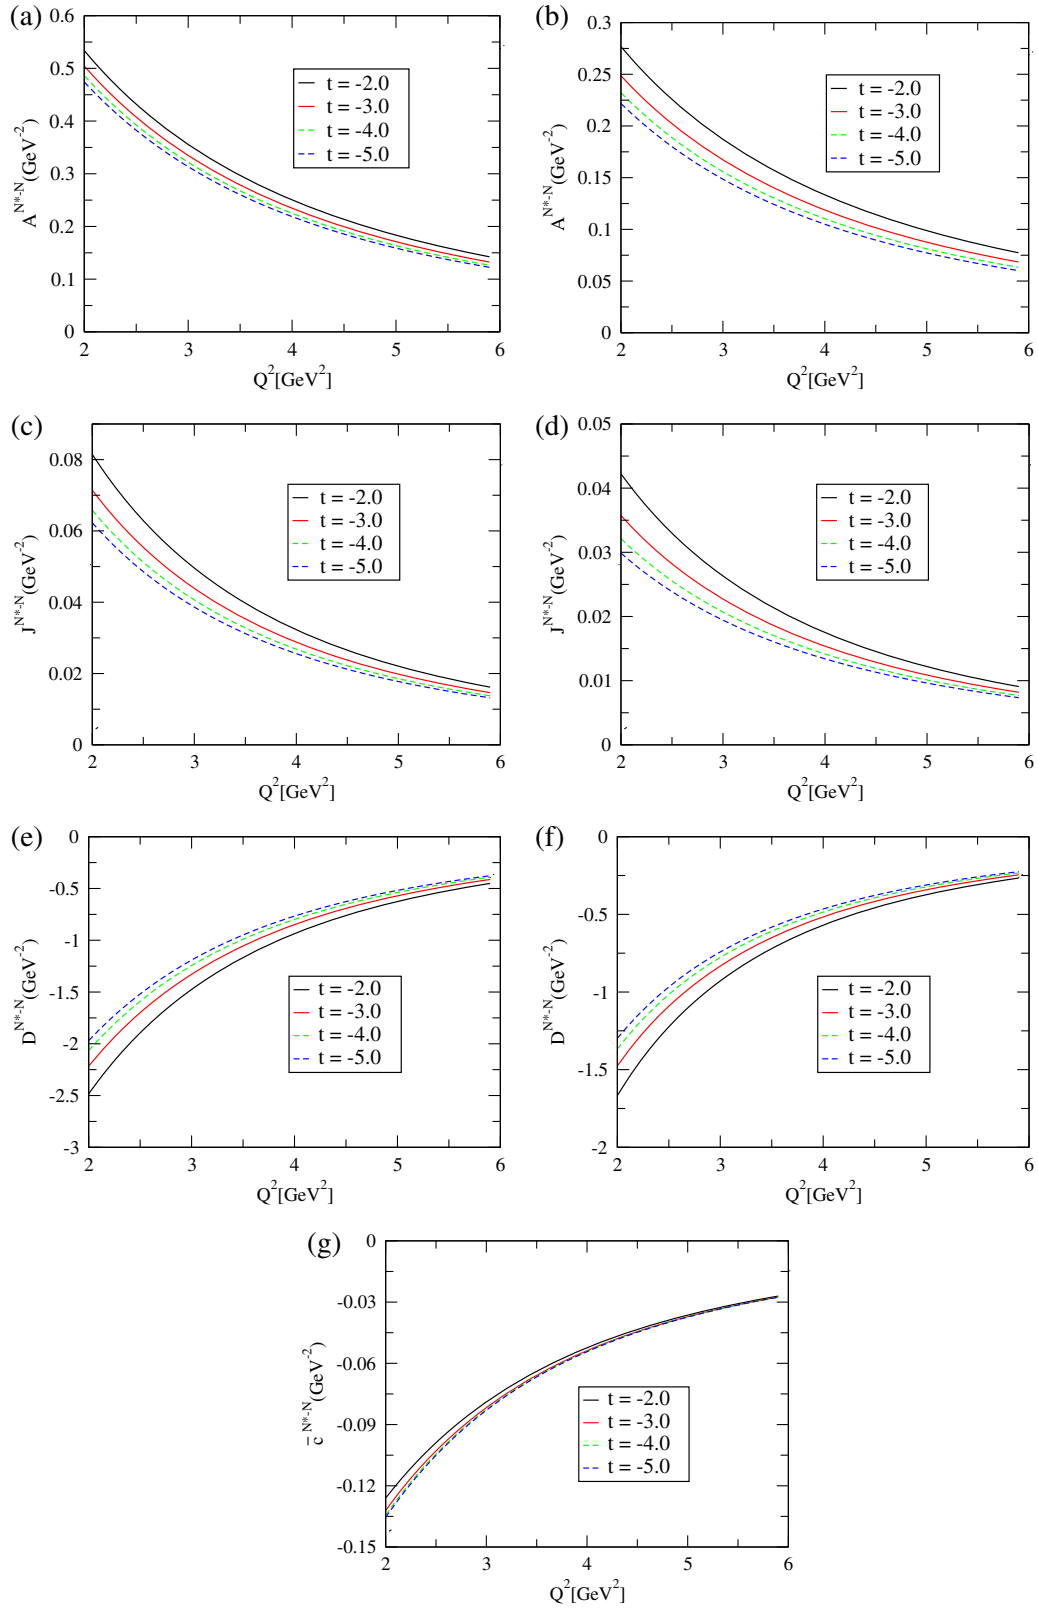 (a)
0.6
0.5
0.4
0.3
0.2
0.1
0
A^{N*-N}(GeV^{-2})
t = -2.0
t = -3.0
t = -4.0
t = -5.0
2 3 4 5 6
Q^2[GeV^2]
(b)
0.3
0.25
0.2
0.15
0.1
0.05
0
A^{N*-N}(GeV^{-2})
t = -2.0
t = -3.0
t = -4.0
t = -5.0
2 3 4 5 6
Q^2[GeV^2]
(c)
0.08
0.06
0.04
0.02
0
J^{N*-N}(GeV^{-2})
t = -2.0
t = -3.0
t = -4.0
t = -5.0
2 3 4 5 6
Q^2[GeV^2]
(d)
0.05
0.04
0.03
0.02
0.01
0
J^{N*-N}(GeV^{-2})
t = -2.0
t = -3.0
t = -4.0
t = -5.0
2 3 4 5 6
Q^2[GeV^2]
(e)
0
-0.5
-1
-1.5
-2
-2.5
-3
D^{N*-N}(GeV^{-2})
t = -2.0
t = -3.0
t = -4.0
t = -5.0
2 3 4 5 6
Q^2[GeV^2]
(f)
0
-0.5
-1
-1.5
-2
D^{N*-N}(GeV^{-2})
t = -2.0
t = -3.0
t = -4.0
t = -5.0
2 3 4 5 6
Q^2[GeV^2]
(g)
0
-0.03
-0.06
-0.09
-0.12
-0.15
c̄^{N*-N}(GeV^{-2})
t = -2.0
t = -3.0
t = -4.0
t = -5.0
2 3 4 5 6
Q^2[GeV^2]